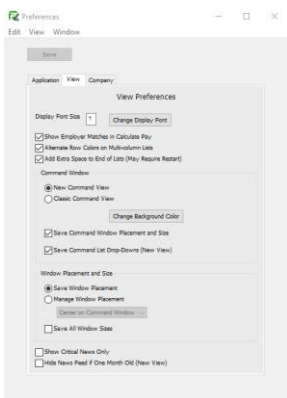 Preferences
Edit View Window
Save
Application View Company
View Preferences
Display Font Size 9 Change Display Font
Show Employer Matches in Calculate Pay
Alternate Row Colors on Multi-column Lists
Add Extra Space to End of Lists (May Require Restart)
Command Window
New Command View
Classic Command View
Change Background Color
Save Command Window Placement and Size
Save Command List Drop-Downs (New View)
Window Placement and Size
Save Window Placement
Manage Window Placement
Center on Command Window
Save All Window Sizes
Show Critical News Only
Hide News Feed if One Month Old (New View)